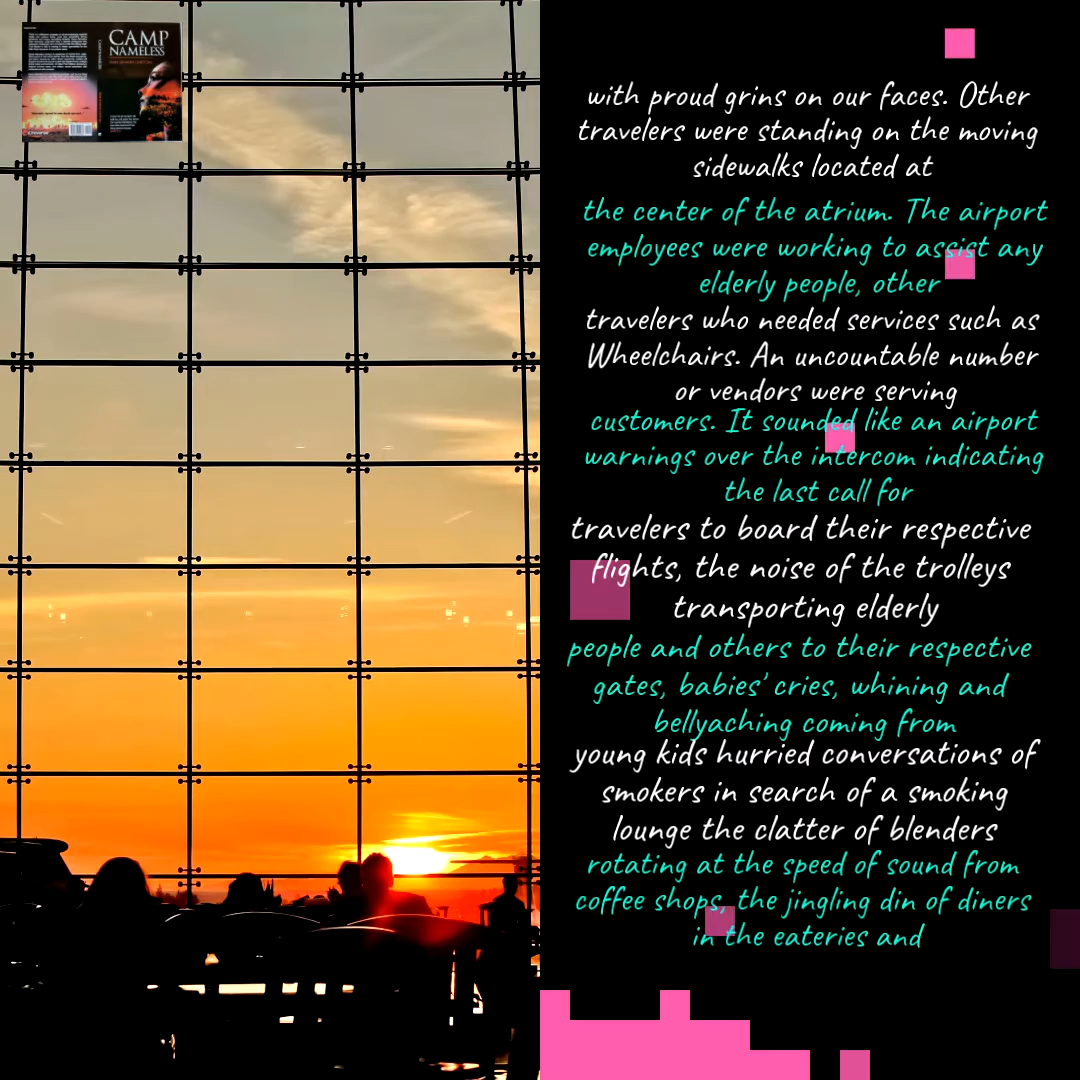 CAMP
NAMELESS
with proud grins on our faces. Other
travelers were standing on the moving
sidewalks located at
the center of the atrium. The airport
employees were working to assist any
elderly people, other
travelers who needed services such as
Wheelchairs. An uncountable number
or vendors were serving
customers. It sounded like an airport
warnings over the intercom indicating
the last call for
travelers to board their respective
flights, the noise of the trolleys
transporting elderly
people and others to their respective
gates, babies' cries, whining and
bellyaching coming from
young kids hurried conversations of
smokers in search of a smoking
lounge the clatter of blenders
rotating at the speed of sound from
coffee shops, the jingling din of diners
in the eateries and